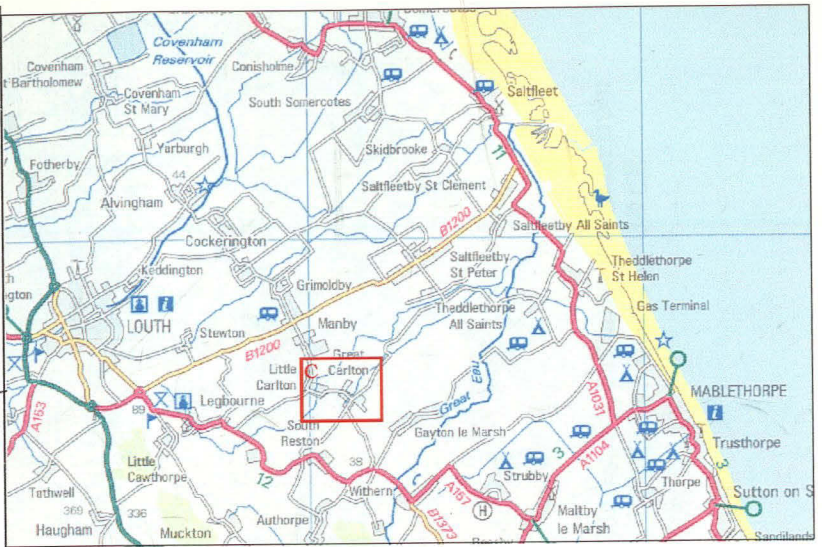 Covenham
Reservoir
Covenham
t Bartholomew
Conisholme
Covenham
St Mary
South Somercotes
Saltfleet
Yarburgh
Skidbrooke
11
Fotherby
44
Saltfleetby St Clement
Alvingham
B1200
Saltfleetby All Saints
Cockerington
Saltfleetby
St Peter
Theddlethorpe
St Helen
Keddington
gton
Grimoldby
Gas Terminal
Theddlethorpe
All Saints
LOUTH
i
Manby
Stewton
B1200
Great
Carlton
Little
Carlton
C
Great Eau
A1031
MABLETHORPE
i
89
Legbourne
A153
South
Reston
Gayton le Marsh
Trusthorpe
A1104
3
3
12
38
Little
Cawthorpe
Strubby
Thorpe
Tathwell
369
336
Withern
A157
H
Maltby
le Marsh
Sutton on S
Haugham
Muckton
Authorpe
B1373
Sandilands